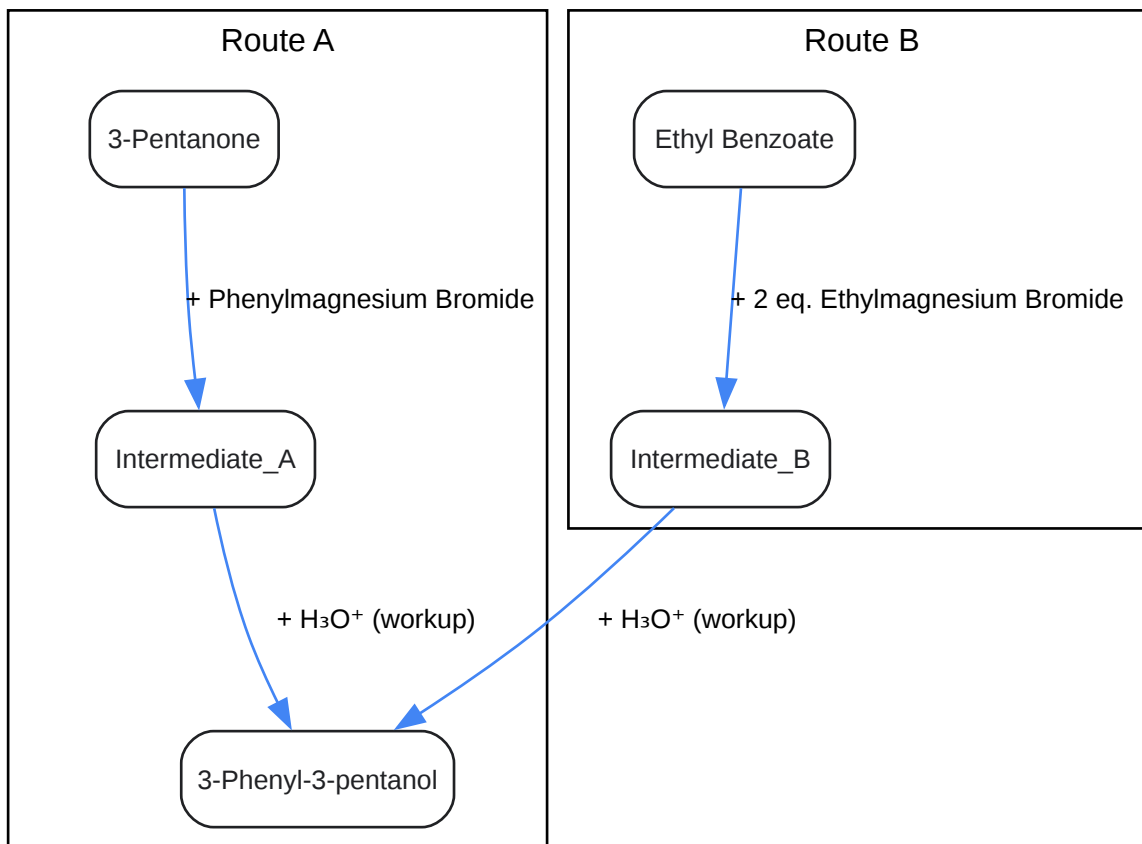 Route A
3-Pentanone
+ Phenylmagnesium Bromide
Intermediate_A
+ H₃O⁺ (workup)
3-Phenyl-3-pentanol
Route B
Ethyl Benzoate
+ 2 eq. Ethylmagnesium Bromide
Intermediate_B
+ H₃O⁺ (workup)